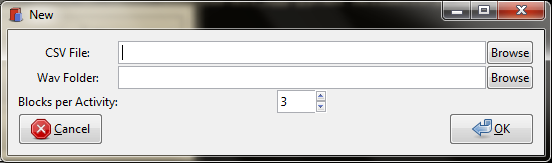 New
CSV File: Browse
Wav Folder: Browse
Blocks per Activity: 3
Cancel OK